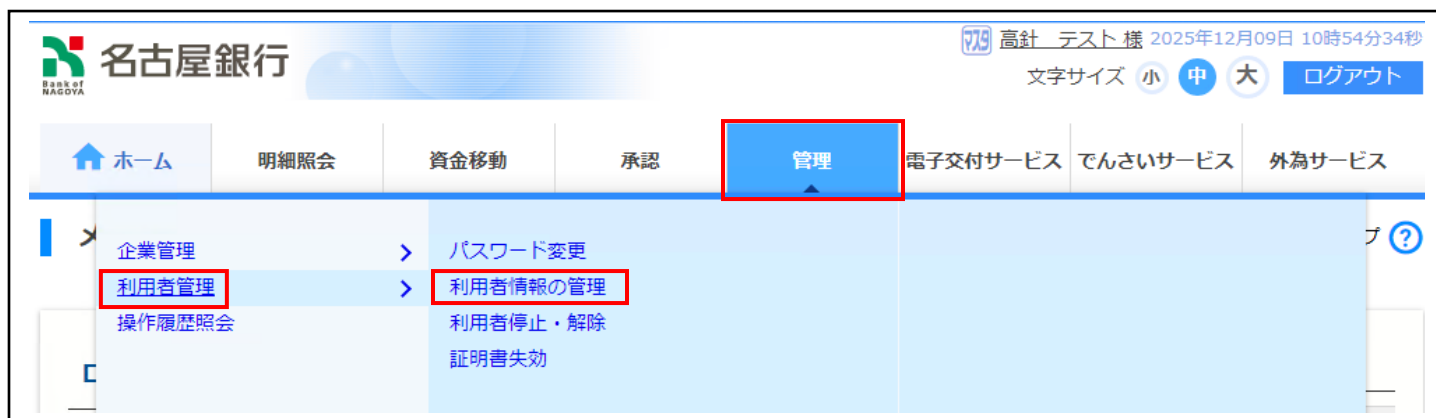 Bank of NAGOYA 名古屋銀行
マスタ 高針　テスト 様 2025年12月09日 10時54分34秒
文字サイズ 小 中 大 ログアウト
ホーム 明細照会 資金移動 承認 管理 電子交付サービス でんさいサービス 外為サービス
プ ?
企業管理 パスワード変更
利用者管理 利用者情報の管理
操作履歴照会 利用者停止・解除
証明書失効